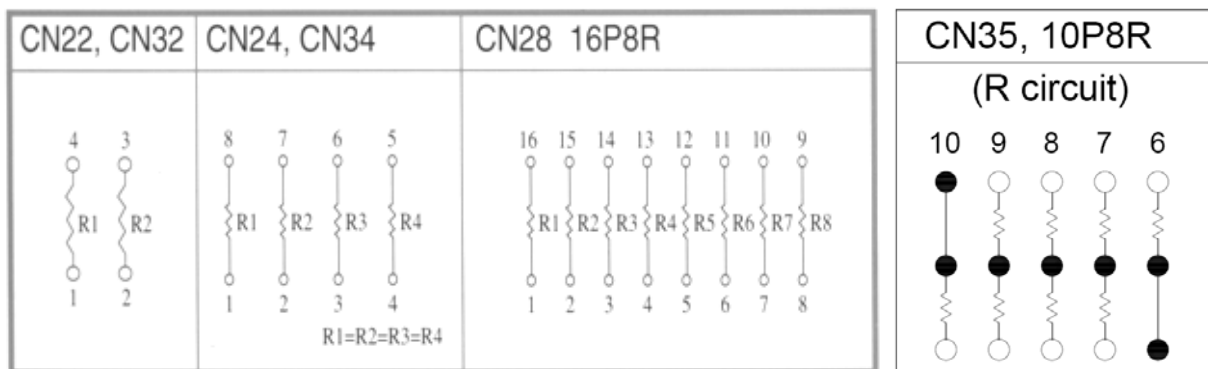 CN22, CN32
4 3
R1 R2
1 2
CN24, CN34
8 7 6 5
R1 R2 R3 R4
1 2 3 4
R1=R2=R3=R4
CN28 16P8R
16 15 14 13 12 11 10 9
R1 R2 R3 R4 R5 R6 R7 R8
1 2 3 4 5 6 7 8
CN35, 10P8R
(R circuit)
10 9 8 7 6